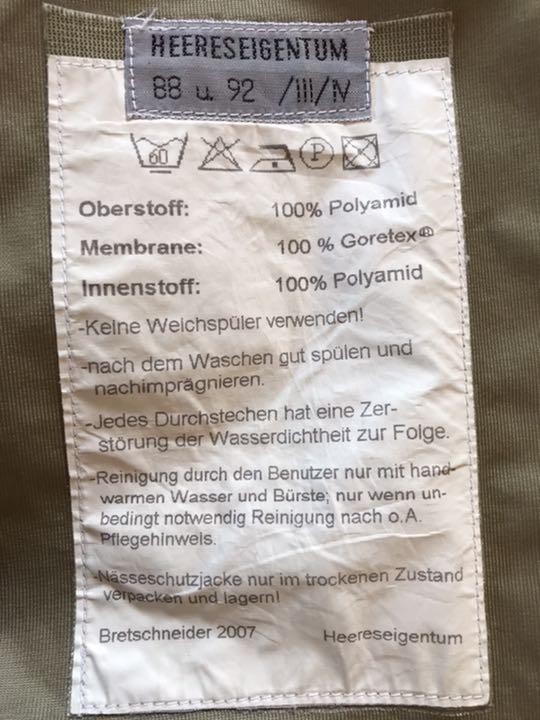 HEERESEIGENTUM
88 u. 92 /III/IV
60 P
Oberstoff: 100% Polyamid
Membrane: 100 % Goretex®
Innenstoff: 100% Polyamid
-Keine Weichspüler verwenden!
-nach dem Waschen gut spülen und
nachimprägnieren.
-Jedes Durchstechen hat eine Zer-
störung der Wasserdichtheit zur Folge.
-Reinigung durch den Benutzer nur mit hand-
warmen Wasser und Bürste; nur wenn un-
bedingt notwendig Reinigung nach o.A.
Pflegehinweis.
-Nässeschutzjacke nur im trockenen Zustand
verpacken und lagern!
Bretschneider 2007 Heereseigentum